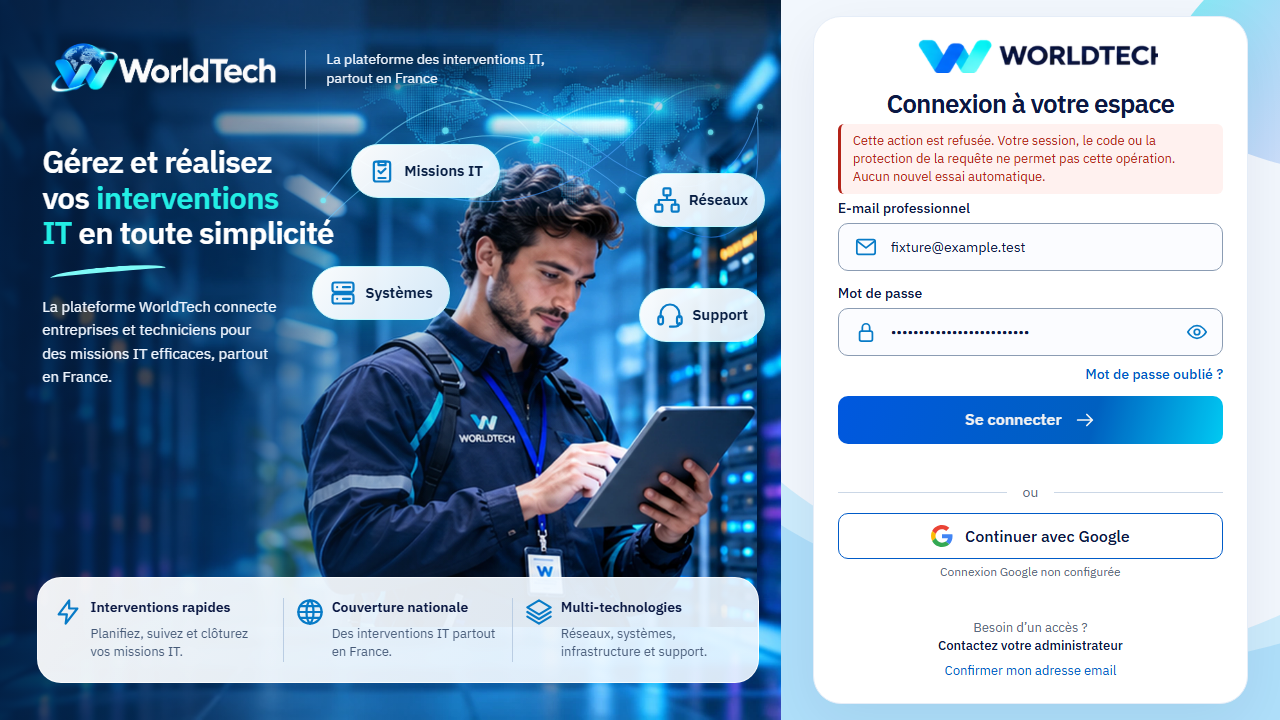 WorldTech
La plateforme des interventions IT,
partout en France
Gérez et réalisez
vos interventions
IT en toute simplicité
La plateforme WorldTech connecte
entreprises et techniciens pour
des missions IT efficaces, partout
en France.
Missions IT
Réseaux
Systèmes
Support
WORLDTECH
W
Interventions rapides
Planifiez, suivez et clôturez
vos missions IT.
Couverture nationale
Des interventions IT partout
en France.
Multi-technologies
Réseaux, systèmes,
infrastructure et support.
WORLDTECH
Connexion à votre espace
Cette action est refusée. Votre session, le code ou la
protection de la requête ne permet pas cette opération.
Aucun nouvel essai automatique.
E-mail professionnel
fixture@example.test
Mot de passe
•••••••••••••••••••••••••
Mot de passe oublié ?
Se connecter
ou
Continuer avec Google
Connexion Google non configurée
Besoin d’un accès ?
Contactez votre administrateur
Confirmer mon adresse email